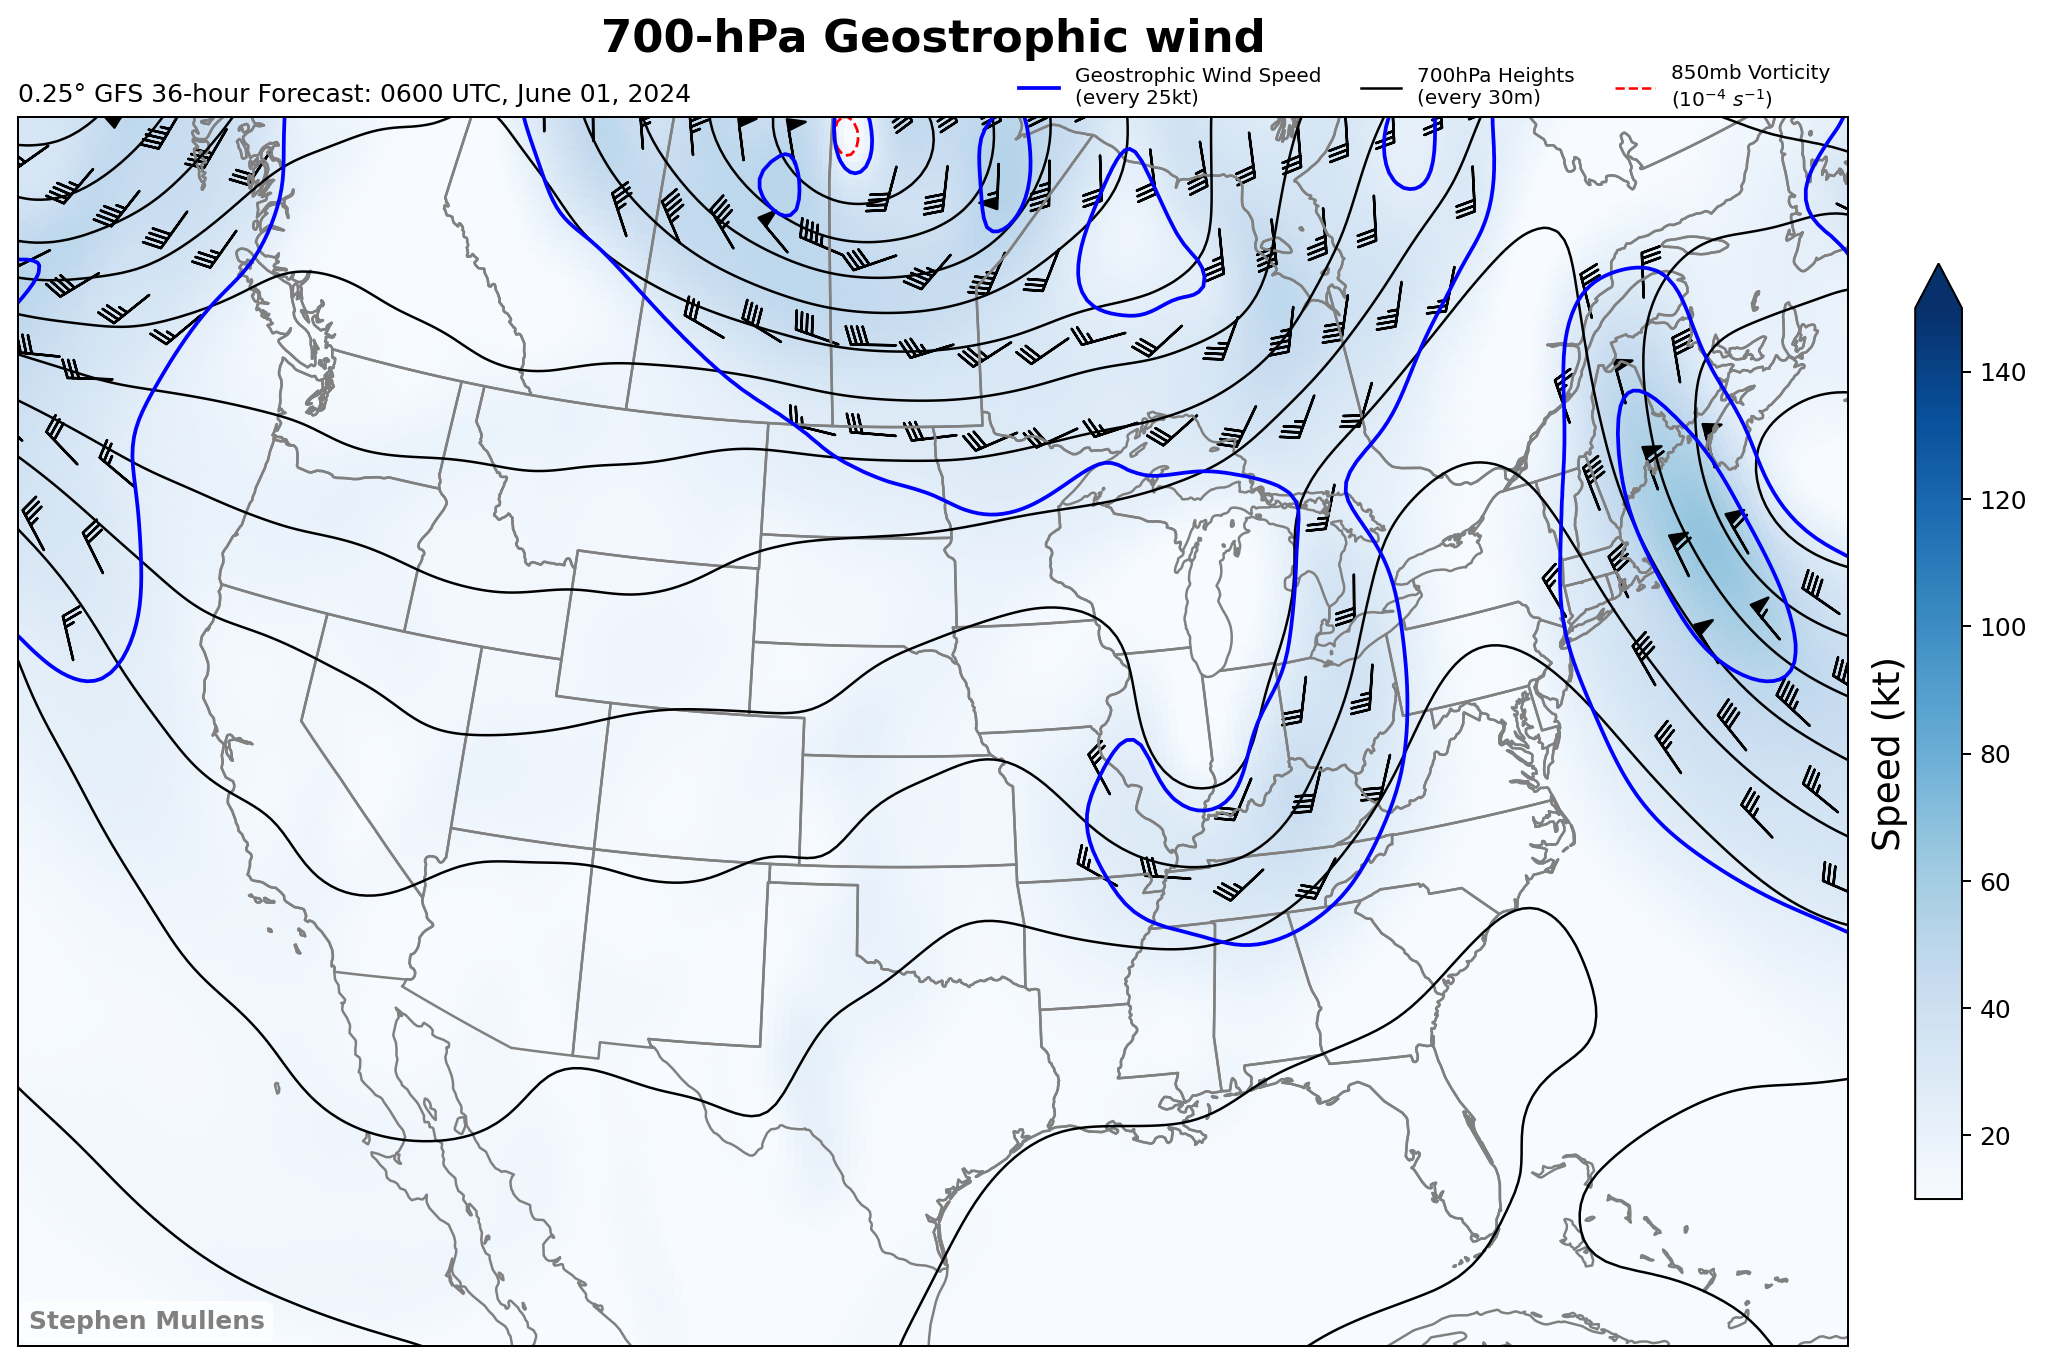 700-hPa Geostrophic wind
0.25° GFS 36-hour Forecast: 0600 UTC, June 01, 2024
Geostrophic Wind Speed
(every 25kt)
700hPa Heights
(every 30m)
850mb Vorticity
(10⁻⁴ s⁻¹)
140
120
100
80
60
40
20
Speed (kt)
Stephen Mullens